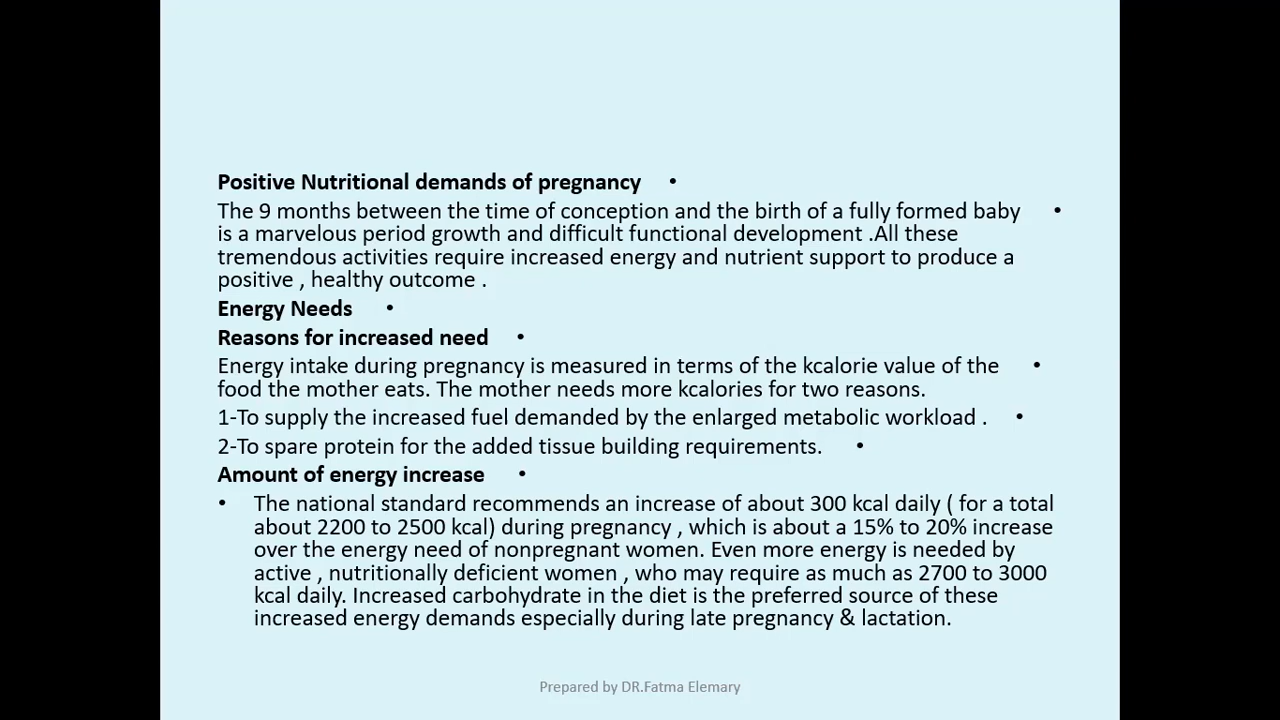 Positive Nutritional demands of pregnancy •
The 9 months between the time of conception and the birth of a fully formed baby •
is a marvelous period growth and difficult functional development .All these
tremendous activities require increased energy and nutrient support to produce a
positive , healthy outcome .
Energy Needs •
Reasons for increased need •
Energy intake during pregnancy is measured in terms of the kcalorie value of the •
food the mother eats. The mother needs more kcalories for two reasons.
1-To supply the increased fuel demanded by the enlarged metabolic workload . •
2-To spare protein for the added tissue building requirements. •
Amount of energy increase •
• The national standard recommends an increase of about 300 kcal daily ( for a total
about 2200 to 2500 kcal) during pregnancy , which is about a 15% to 20% increase
over the energy need of nonpregnant women. Even more energy is needed by
active , nutritionally deficient women , who may require as much as 2700 to 3000
kcal daily. Increased carbohydrate in the diet is the preferred source of these
increased energy demands especially during late pregnancy & lactation.
Prepared by DR.Fatma Elemary